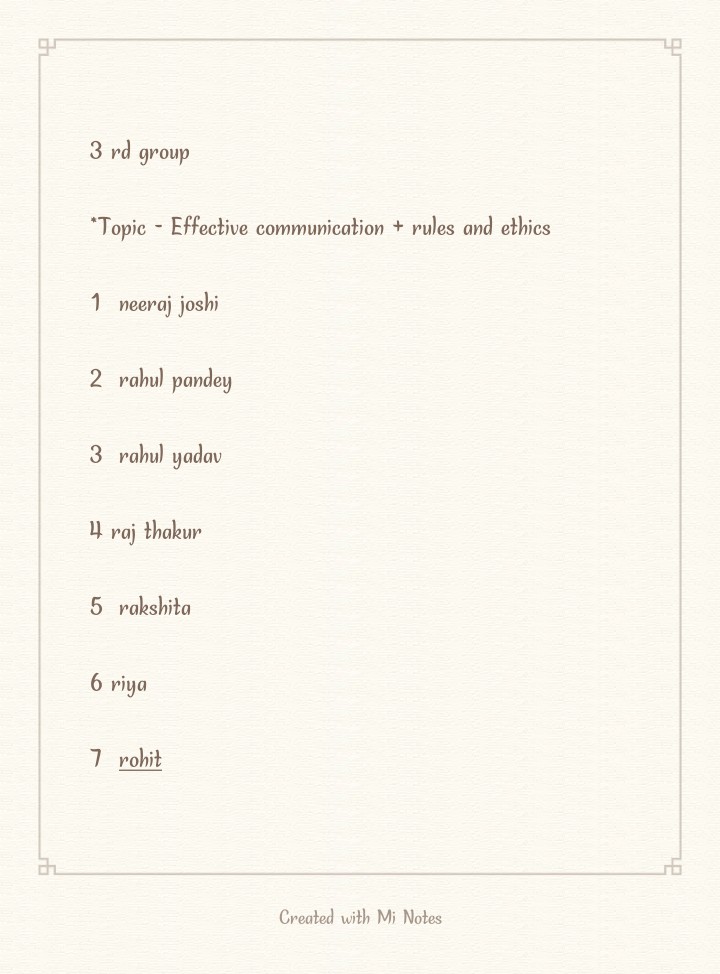 3 rd group
*Topic - Effective communication + rules and ethics
1 neeraj joshi
2 rahul pandey
3 rahul yadav
4 raj thakur
5 rakshita
6 riya
7 rohit
Created with Mi Notes